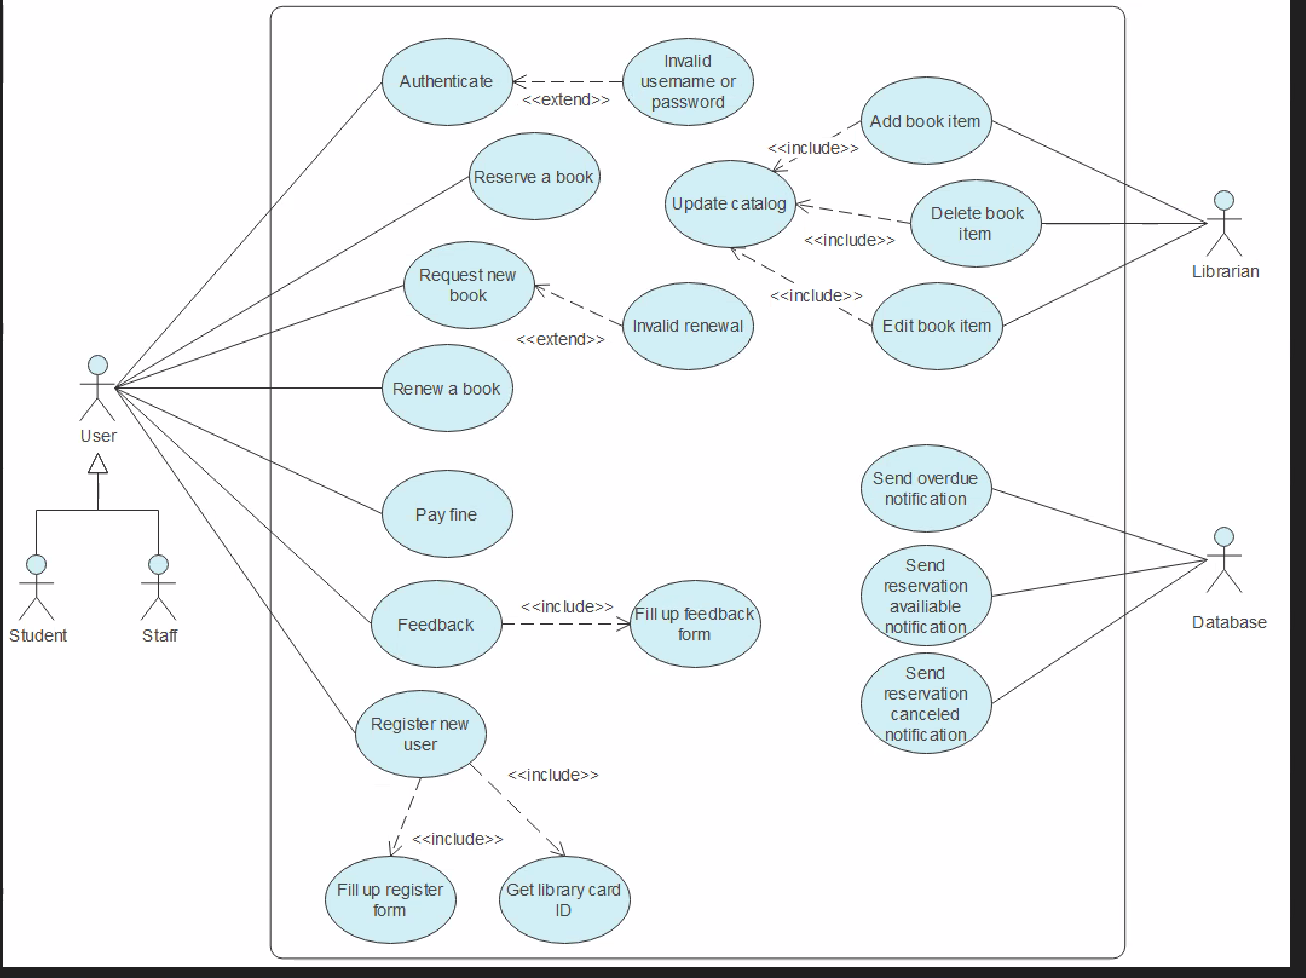 Authenticate
<<extend>>
Invalid
username or
password
Reserve a book
Add book item
<<include>>
Update catalog
Delete book
item
<<include>>
Librarian
Request new
book
<<extend>>
Invalid renewal
<<include>>
Edit book item
Renew a book
User
Pay fine
Send overdue
notification
Send
reservation
availiable
notification
Database
Student
Staff
Feedback
<<include>>
Fill up feedback
form
Send
reservation
canceled
notification
Register new
user
<<include>>
<<include>>
Fill up register
form
Get library card
ID